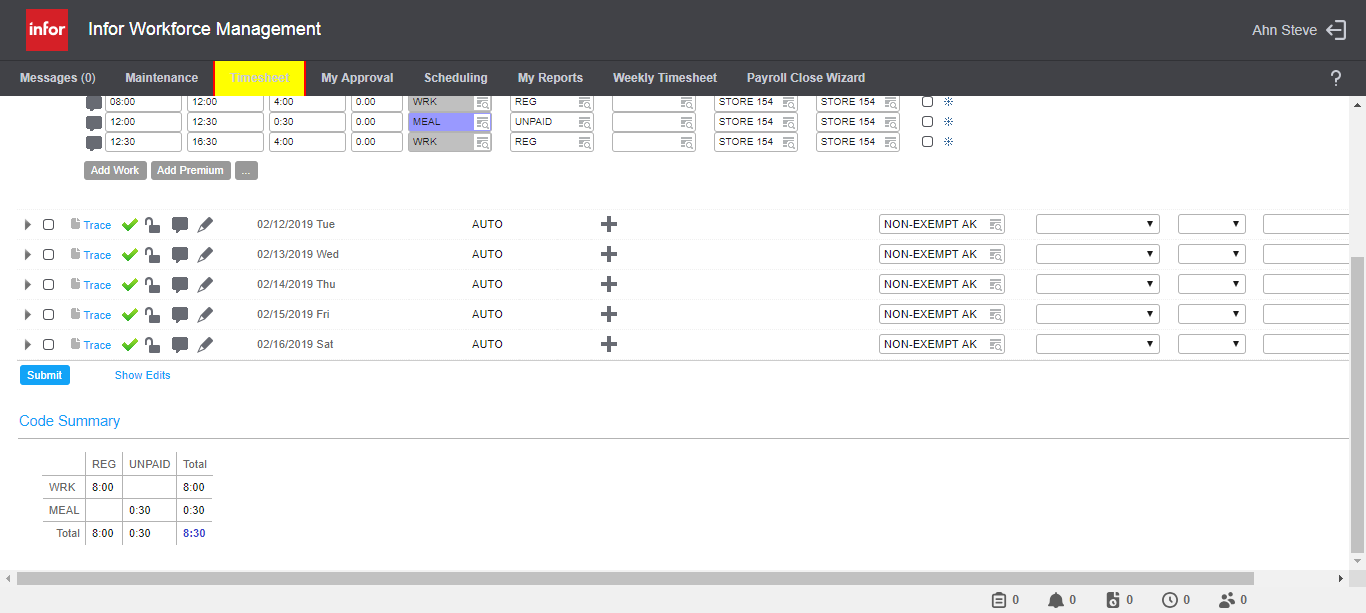 infor Infor Workforce Management Ahn Steve
Messages (0) Maintenance Timesheet My Approval Scheduling My Reports Weekly Timesheet Payroll Close Wizard ?
08:00 12:00 4:00 0.00 WRK REG STORE 154 STORE 154
12:00 12:30 0:30 0.00 MEAL UNPAID STORE 154 STORE 154
12:30 16:30 4:00 0.00 WRK REG STORE 154 STORE 154
Add Work Add Premium ...
Trace 02/12/2019 Tue AUTO NON-EXEMPT AK
Trace 02/13/2019 Wed AUTO NON-EXEMPT AK
Trace 02/14/2019 Thu AUTO NON-EXEMPT AK
Trace 02/15/2019 Fri AUTO NON-EXEMPT AK
Trace 02/16/2019 Sat AUTO NON-EXEMPT AK
Submit Show Edits
Code Summary
REG UNPAID Total
WRK 8:00 8:00
MEAL 0:30 0:30
Total 8:00 0:30 8:30
0 0 0 0 0